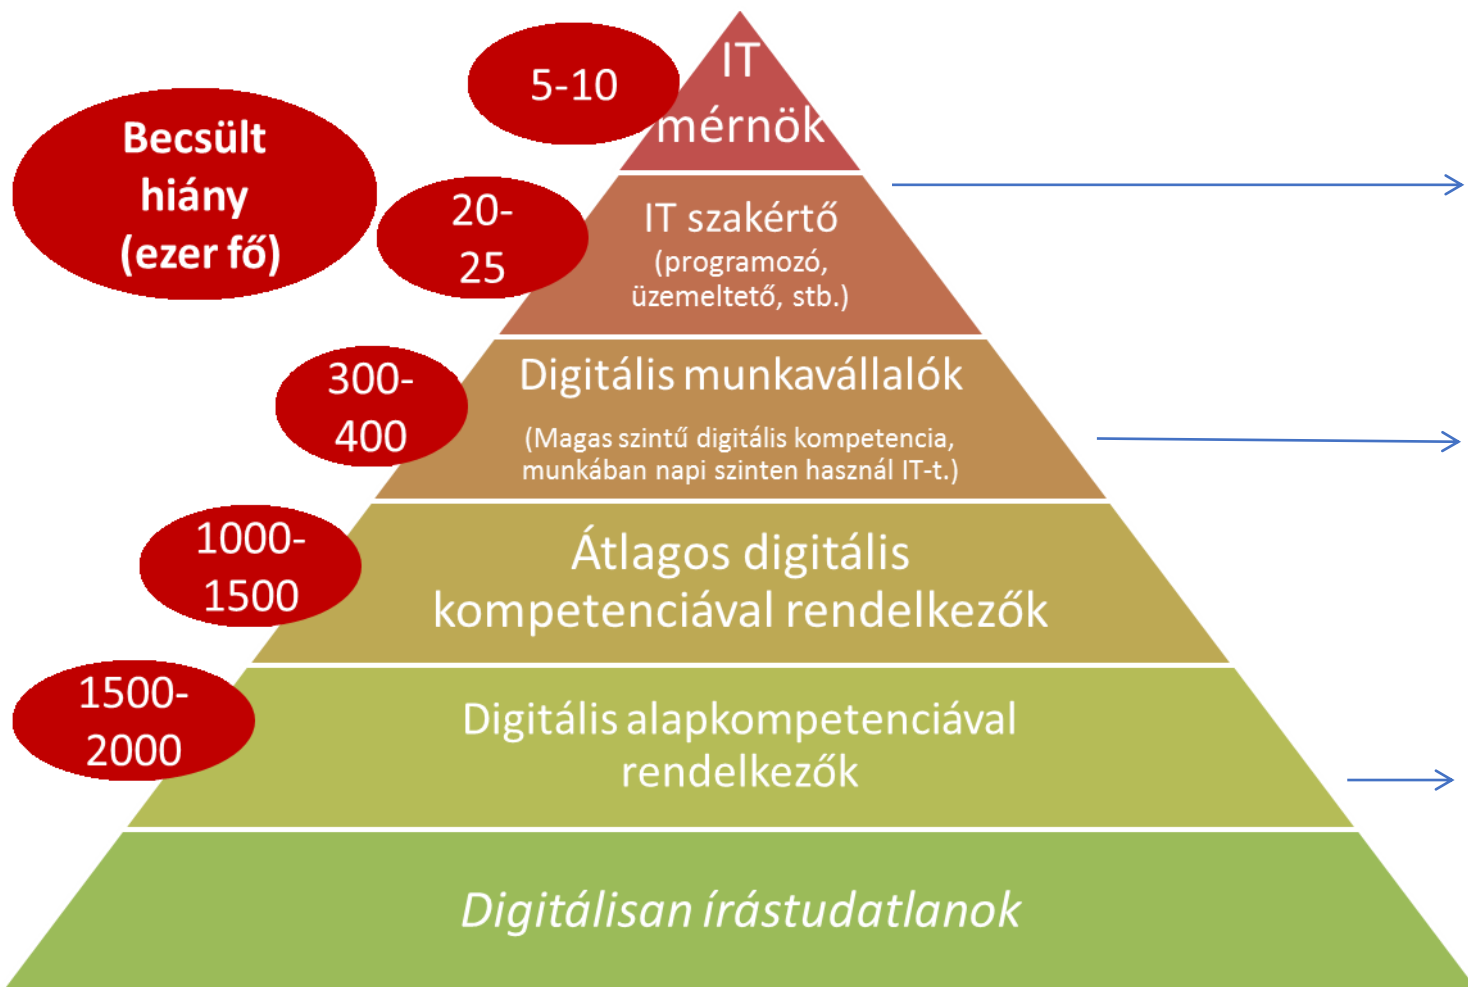 5-10
IT
mérnök
Becsült
hiány
(ezer fő)
20-
25
IT szakértő
(programozó,
üzemeltető, stb.)
300-
400
Digitális munkavállalók
(Magas szintű digitális kompetencia,
munkában napi szinten használ IT-t.)
1000-
1500
Átlagos digitális
kompetenciával rendelkezők
1500-
2000
Digitális alapkompetenciával
rendelkezők
Digitálisan írástudatlanok